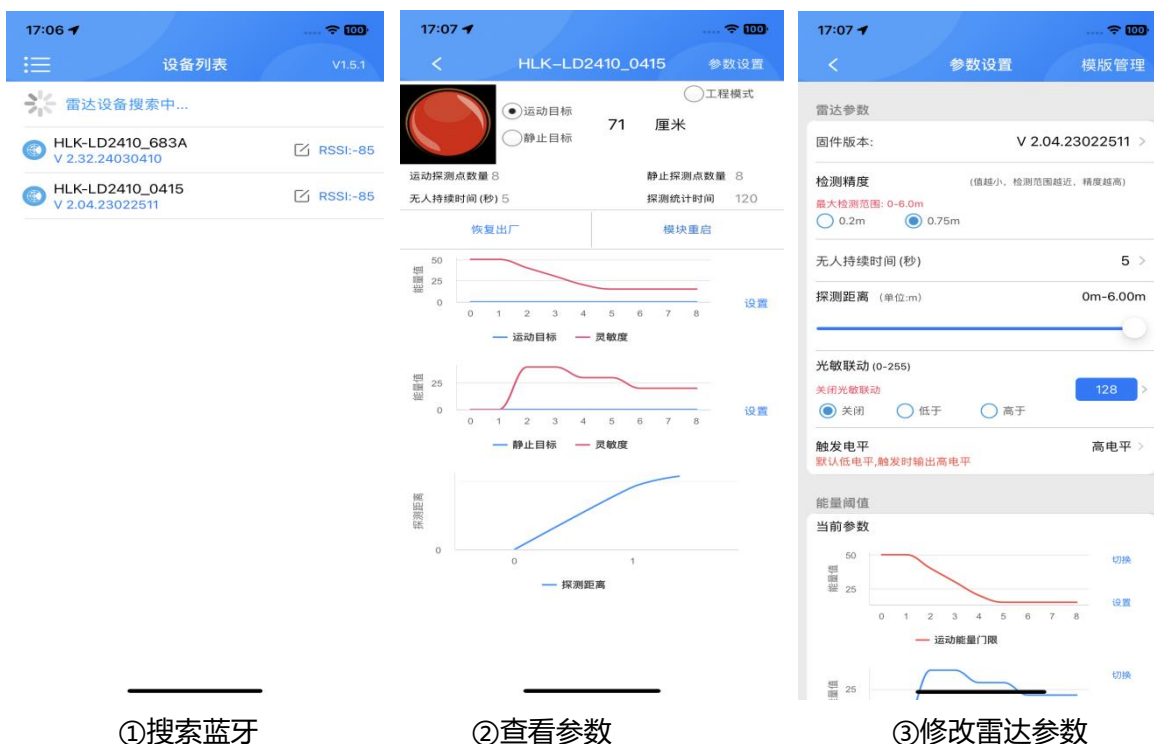 17:06
100
设备列表
V1.5.1
雷达设备搜索中...
HLK-LD2410_683A
V 2.32.24030410
RSSI:-85
HLK-LD2410_0415
V 2.04.23022511
RSSI:-85
①搜索蓝牙
17:07
100
HLK-LD2410_0415
参数设置
工程模式
运动目标
静止目标
71 厘米
运动探测点数量 8
静止探测点数量 8
无人持续时间(秒) 5
探测统计时间 120
恢复出厂
模块重启
能量值
50
25
0
0 1 2 3 4 5 6 7 8
设置
运动目标 灵敏度
能量值
25
0
0 1 2 3 4 5 6 7 8
设置
静止目标 灵敏度
探测距离
0
0 1
探测距离
②查看参数
17:07
100
参数设置
模版管理
雷达参数
固件版本:
V 2.04.23022511
检测精度
(值越小、检测范围越近、精度越高)
最大检测范围: 0-6.0m
0.2m 0.75m
无人持续时间(秒)
5
探测距离 (单位:m)
0m-6.00m
光敏联动 (0-255)
关闭光敏联动
128
关闭 低于 高于
触发电平
高电平
默认低电平,触发时输出高电平
能量阈值
当前参数
能量值
50
25
切换
设置
0 1 2 3 4 5 6 7 8
运动能量门限
25
切换
③修改雷达参数